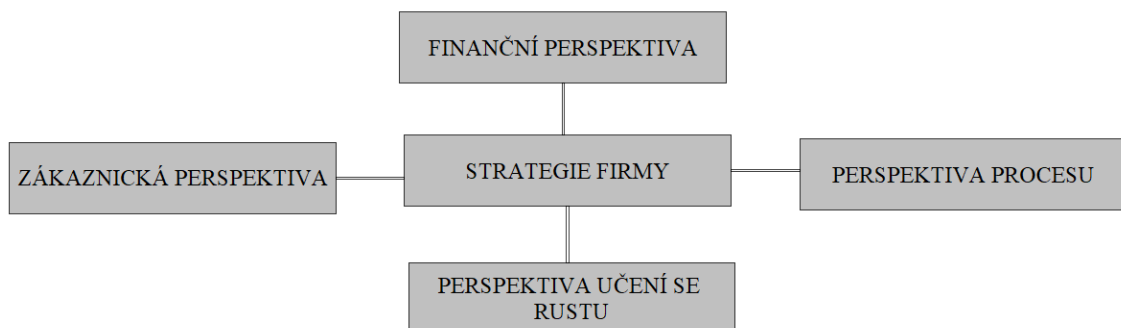 FINANČNÍ PERSPEKTIVA
ZÁKAZNICKÁ PERSPEKTIVA
STRATEGIE FIRMY
PERSPEKTIVA PROCESU
PERSPEKTIVA UČENÍ SE
RUSTU